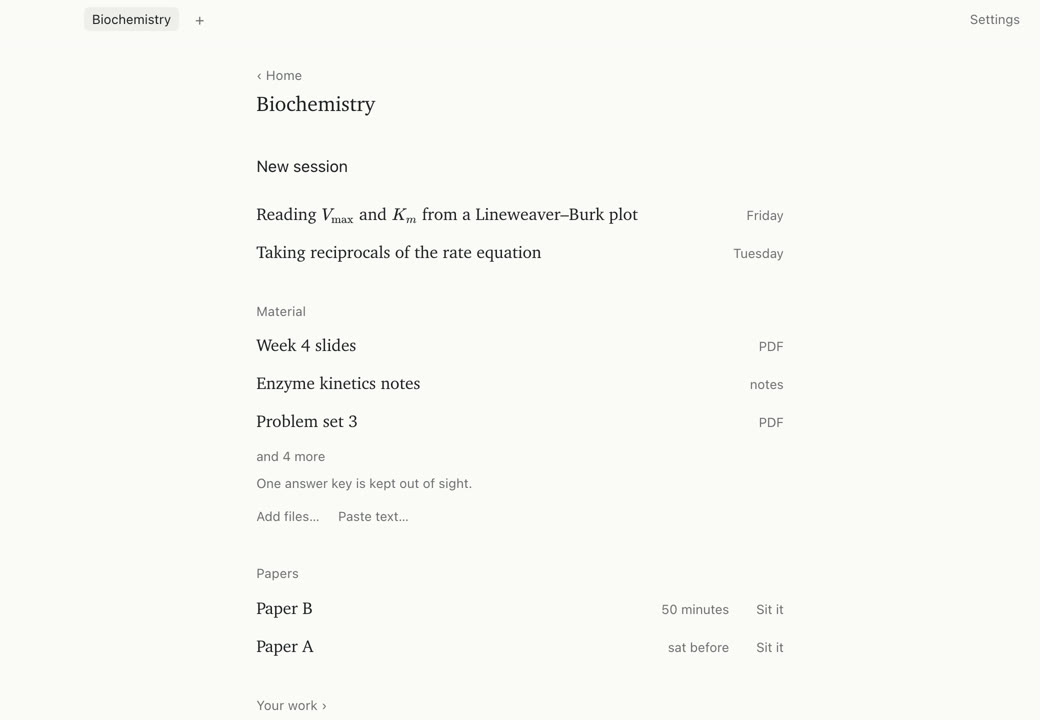 Biochemistry +
Settings
‹ Home
Biochemistry
New session
Reading Vmax and Km from a Lineweaver–Burk plot Friday
Taking reciprocals of the rate equation Tuesday
Material
Week 4 slides PDF
Enzyme kinetics notes notes
Problem set 3 PDF
and 4 more
One answer key is kept out of sight.
Add files... Paste text...
Papers
Paper B 50 minutes Sit it
Paper A sat before Sit it
Your work ›